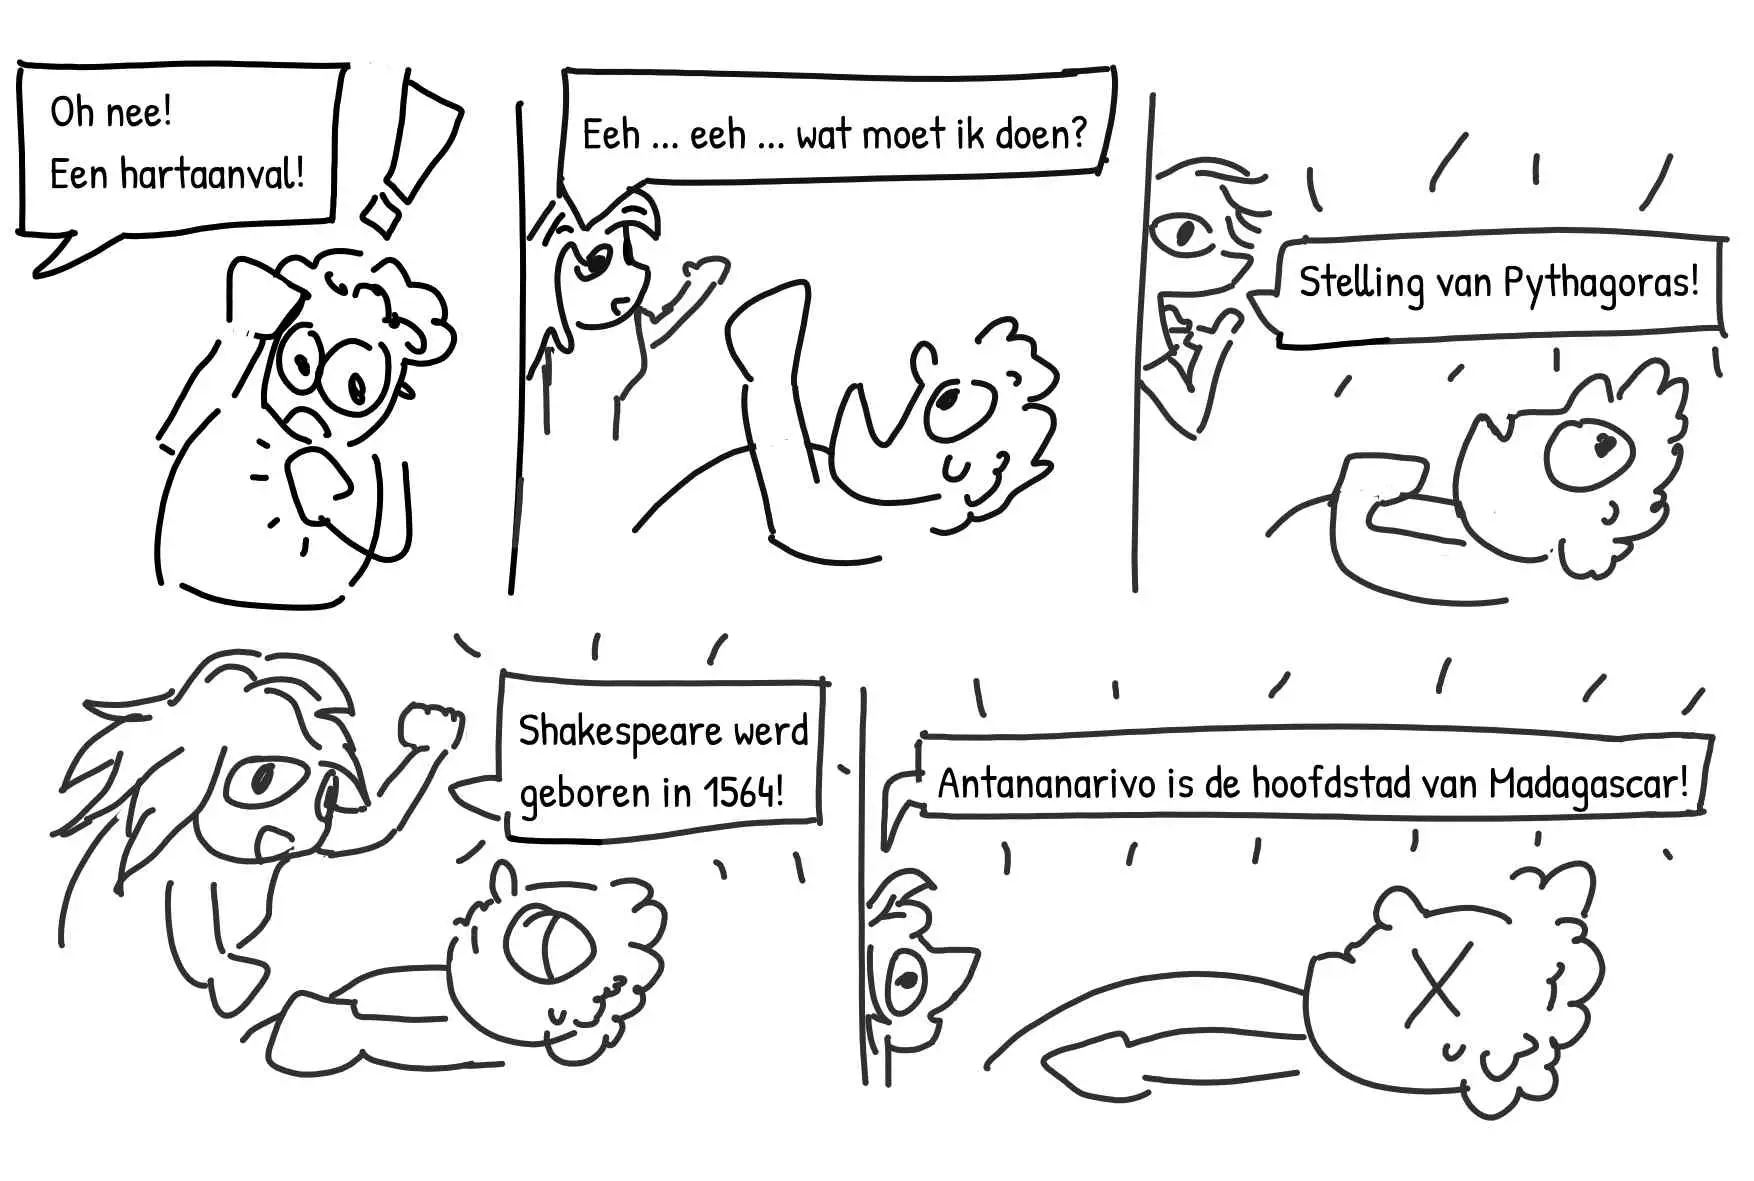 Oh nee!
Een hartaanval!
Eeh ... eeh ... wat moet ik doen?
Stelling van Pythagoras!
Shakespeare werd
geboren in 1564!
Antananarivo is de hoofdstad van Madagascar!